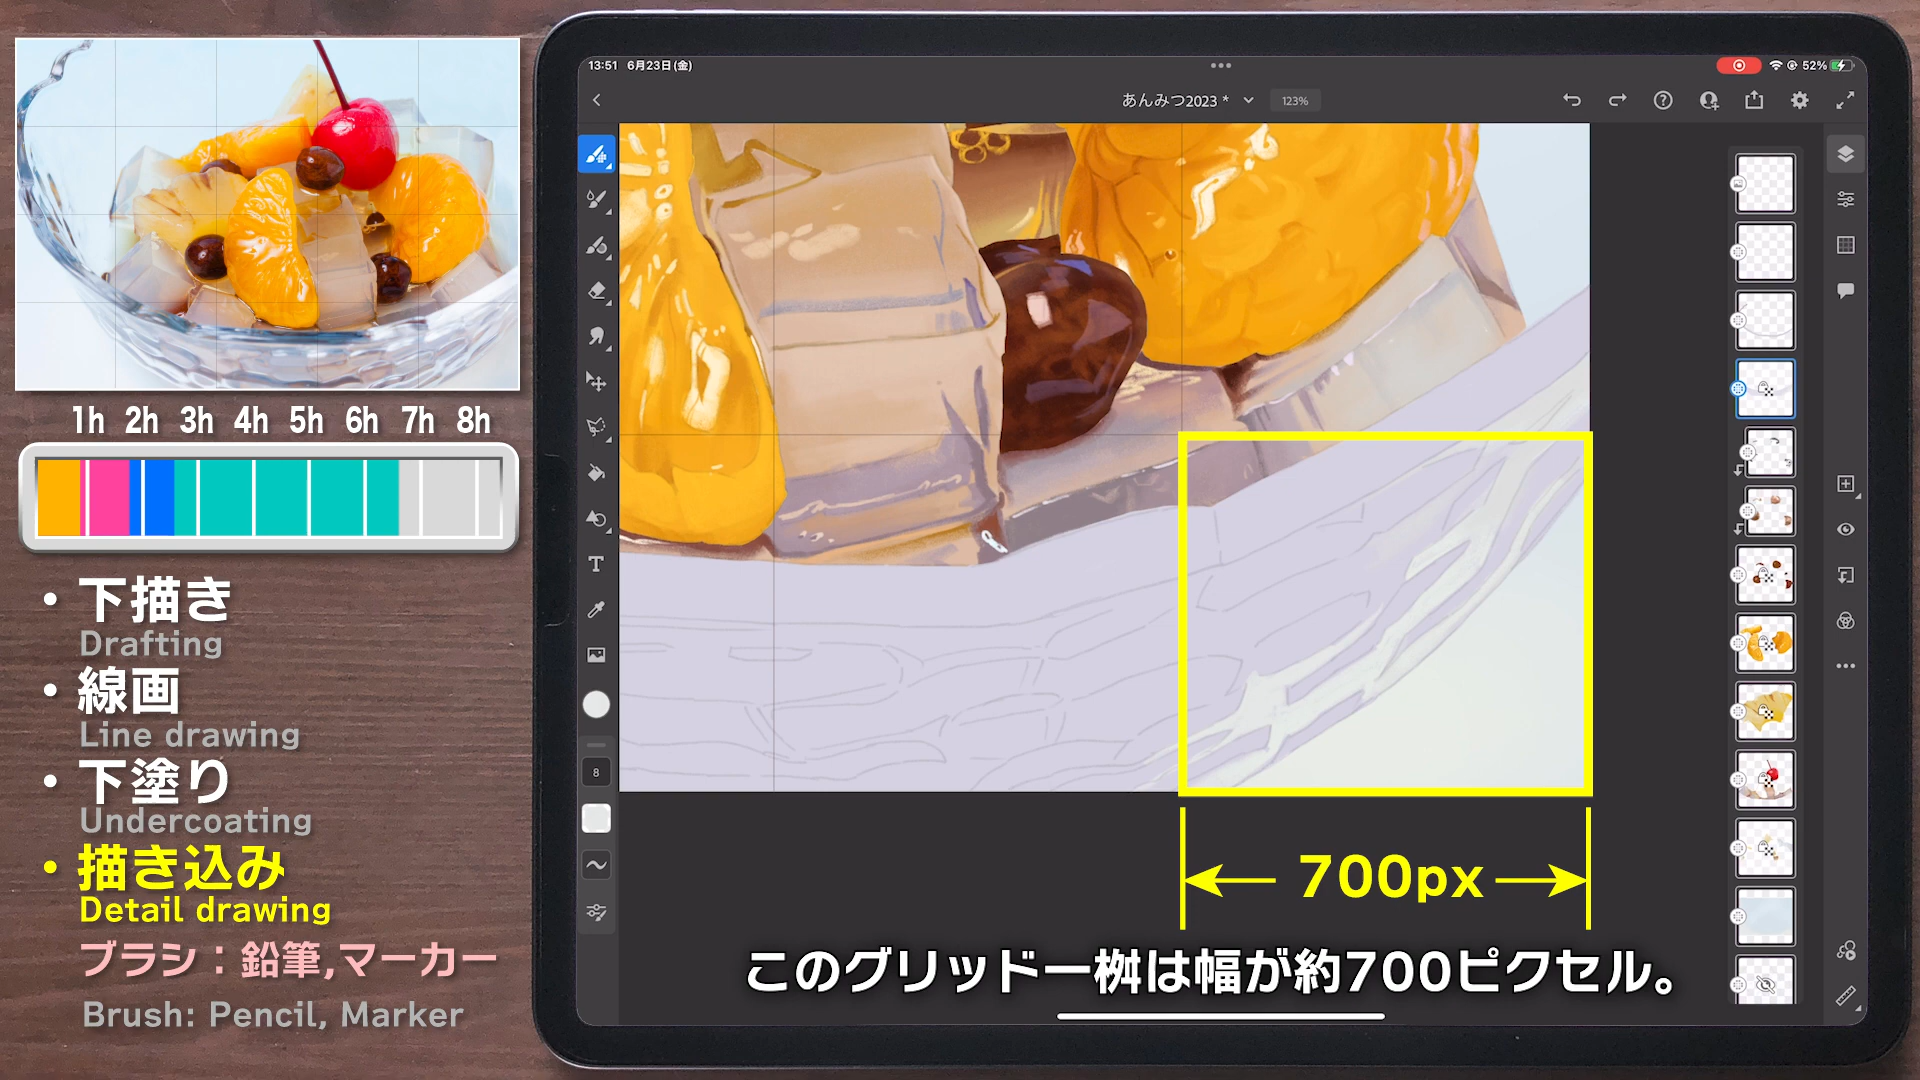 1h 2h 3h 4h 5h 6h 7h 8h
・下描き
Drafting
・線画
Line drawing
・下塗り
Undercoating
・描き込み
Detail drawing
ブラシ：鉛筆,マーカー
Brush: Pencil, Marker
13:51 6月23日(金)
52%
あんみつ2023 *
123%
T
8
700px
このグリッド一桝は幅が約700ピクセル。